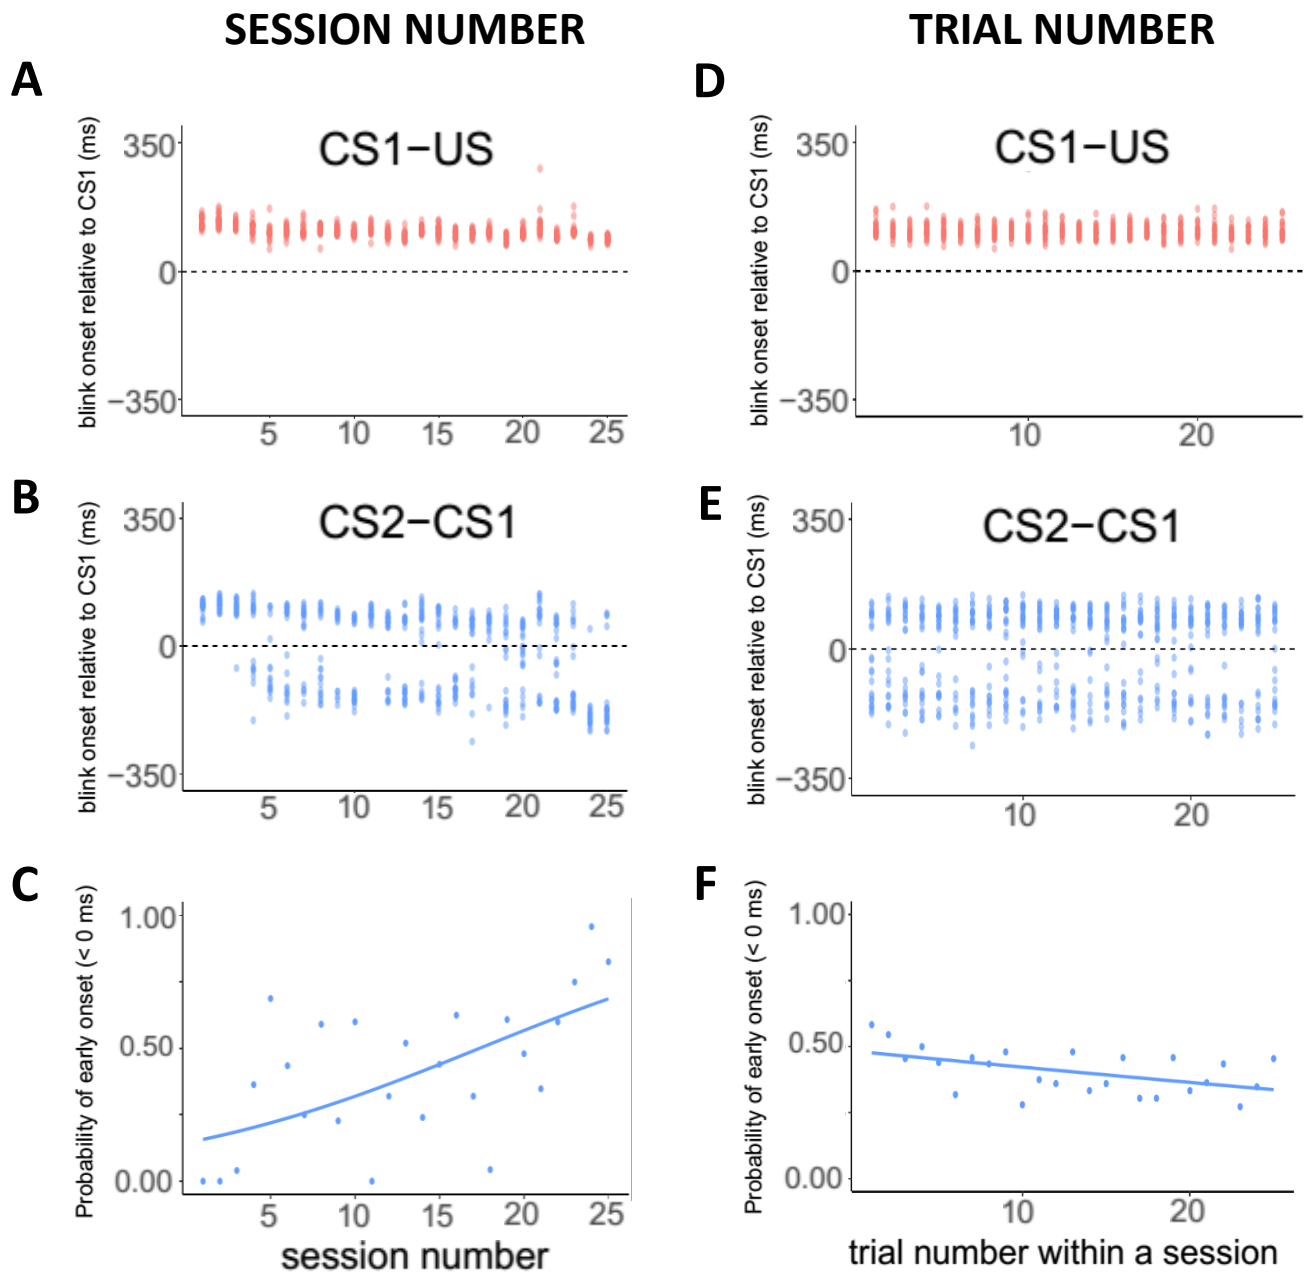 SESSION NUMBER
TRIAL NUMBER
A
blink onset relative to CS1 (ms)
350
0
−350
CS1−US
5 10 15 20 25
D
blink onset relative to CS1 (ms)
350
0
−350
CS1−US
10 20
B
blink onset relative to CS1 (ms)
350
0
−350
CS2−CS1
5 10 15 20 25
E
blink onset relative to CS1 (ms)
350
0
−350
CS2−CS1
10 20
C
Probability of early onset (< 0 ms)
1.00
0.50
0.00
5 10 15 20 25
session number
F
Probability of early onset (< 0 ms)
1.00
0.50
0.00
10 20
trial number within a session